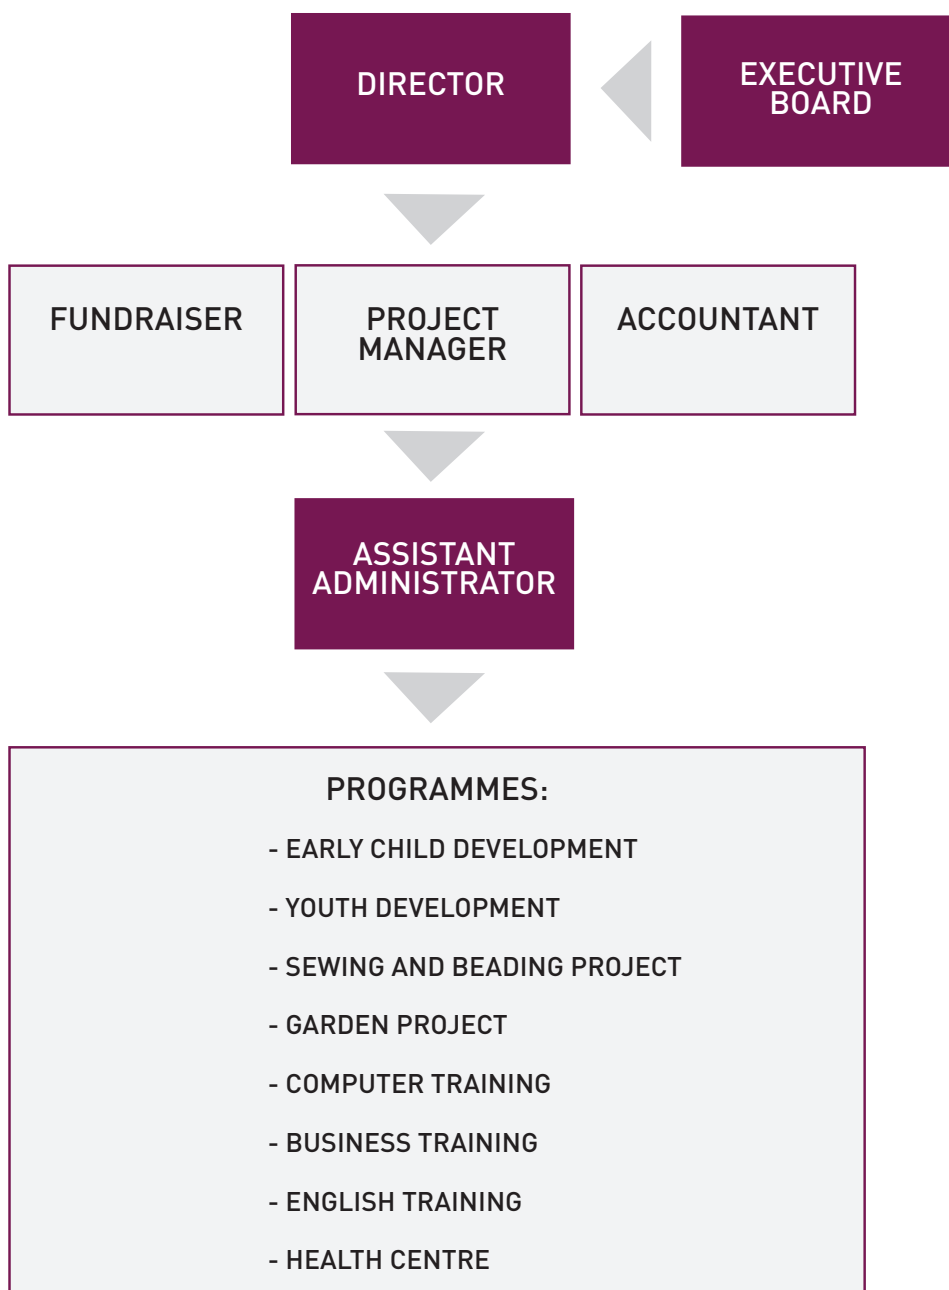 DIRECTOR
EXECUTIVE
BOARD
FUNDRAISER
PROJECT
MANAGER
ACCOUNTANT
ASSISTANT
ADMINISTRATOR
PROGRAMMES:
- EARLY CHILD DEVELOPMENT
- YOUTH DEVELOPMENT
- SEWING AND BEADING PROJECT
- GARDEN PROJECT
- COMPUTER TRAINING
- BUSINESS TRAINING
- ENGLISH TRAINING
- HEALTH CENTRE